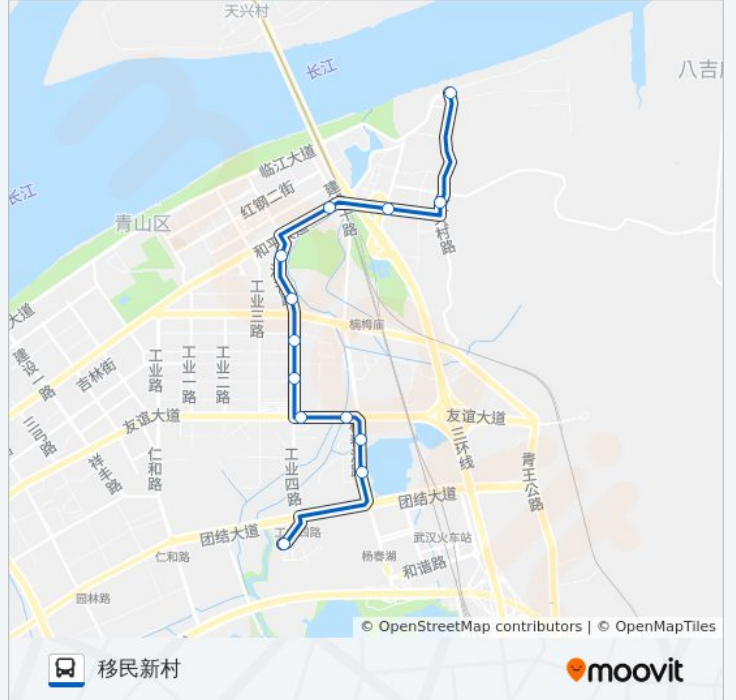 天兴村
长江
八吉
临江大道
长江
红钢二街
建
十路
青山区
和平
村路
大道
工业三路
楠梅庙
建设一路
吉林街
工业路
工业一路
工业二路
友谊大道
友谊大道
三弓路
祥丰路
仁和路
工业四路
三环线
青王公路
团结大道
团结大道
工 四路
武汉火车站
仁和路
杨春湖
和谐路
园林路
© OpenStreetMap contributors | © OpenMapTiles
移民新村
moovit